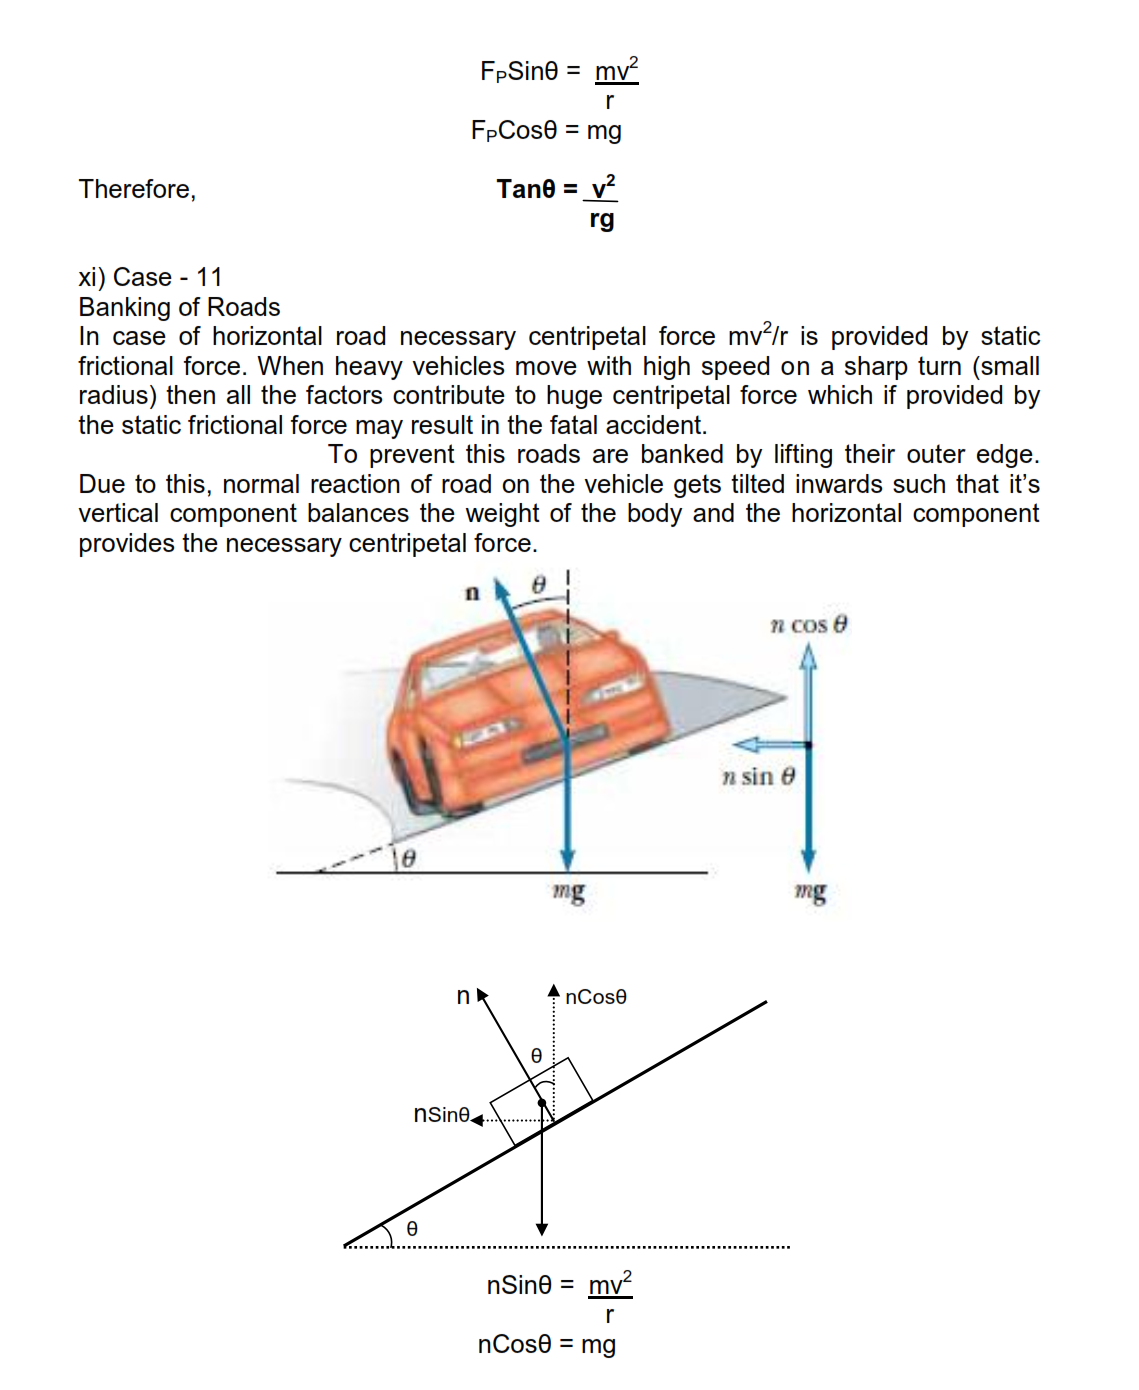 FPSinθ = mv²
r
FPCosθ = mg
Therefore, Tanθ = v²
rg
xi) Case - 11
Banking of Roads
In case of horizontal road necessary centripetal force mv²/r is provided by static
frictional force. When heavy vehicles move with high speed on a sharp turn (small
radius) then all the factors contribute to huge centripetal force which if provided by
the static frictional force may result in the fatal accident.
To prevent this roads are banked by lifting their outer edge.
Due to this, normal reaction of road on the vehicle gets tilted inwards such that it's
vertical component balances the weight of the body and the horizontal component
provides the necessary centripetal force.
n θ
n cos θ
n sin θ
θ
mg mg
n nCosθ
θ
nSinθ
θ
nSinθ = mv²
r
nCosθ = mg